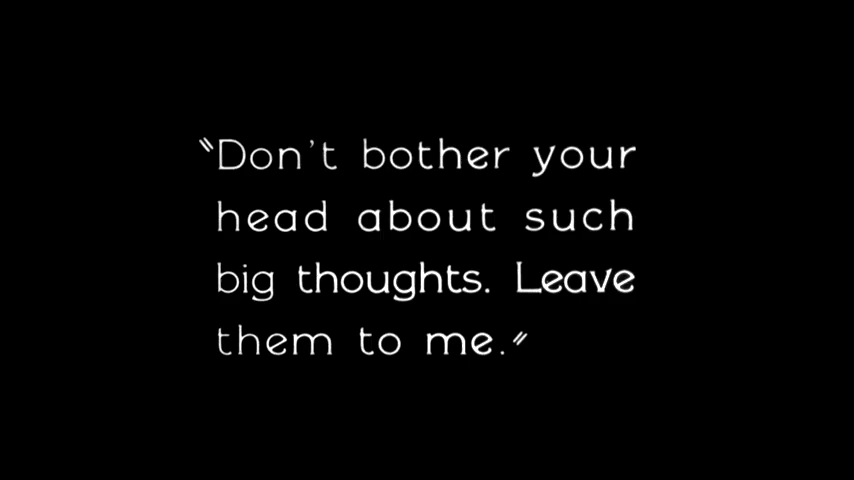 "Don't bother your
head about such
big thoughts. Leave
them to me."